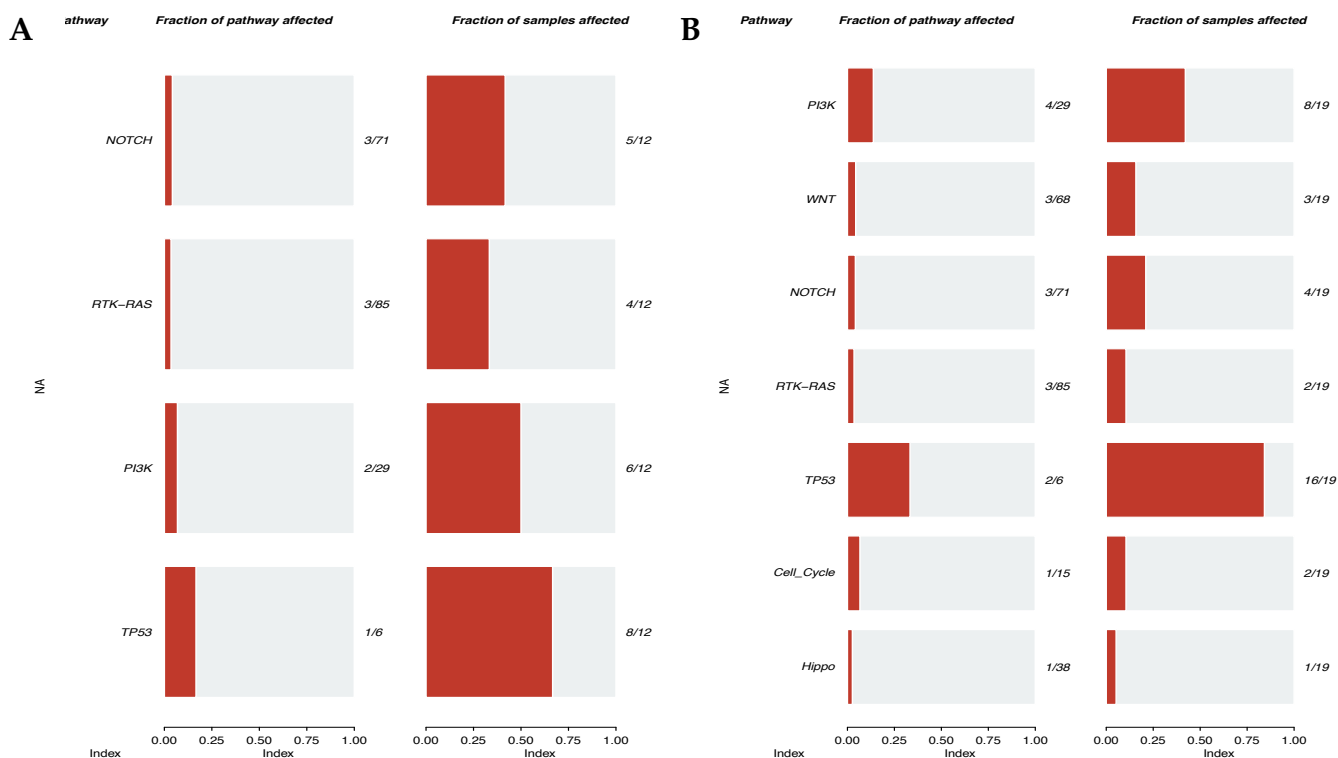 A
athway Fraction of pathway affected Fraction of samples affected
NOTCH 3/71 5/12
RTK−RAS 3/85 4/12
NA
PI3K 2/29 6/12
TP53 1/6 8/12
0.00 0.25 0.50 0.75 1.00 0.00 0.25 0.50 0.75 1.00
Index Index Index
B
Pathway Fraction of pathway affected Fraction of samples affected
PI3K 4/29 8/19
WNT 3/68 3/19
NOTCH 3/71 4/19
RTK−RAS 3/85 2/19
NA
TP53 2/6 16/19
Cell_Cycle 1/15 2/19
Hippo 1/38 1/19
0.00 0.25 0.50 0.75 1.00 0.00 0.25 0.50 0.75 1.00
Index Index Index